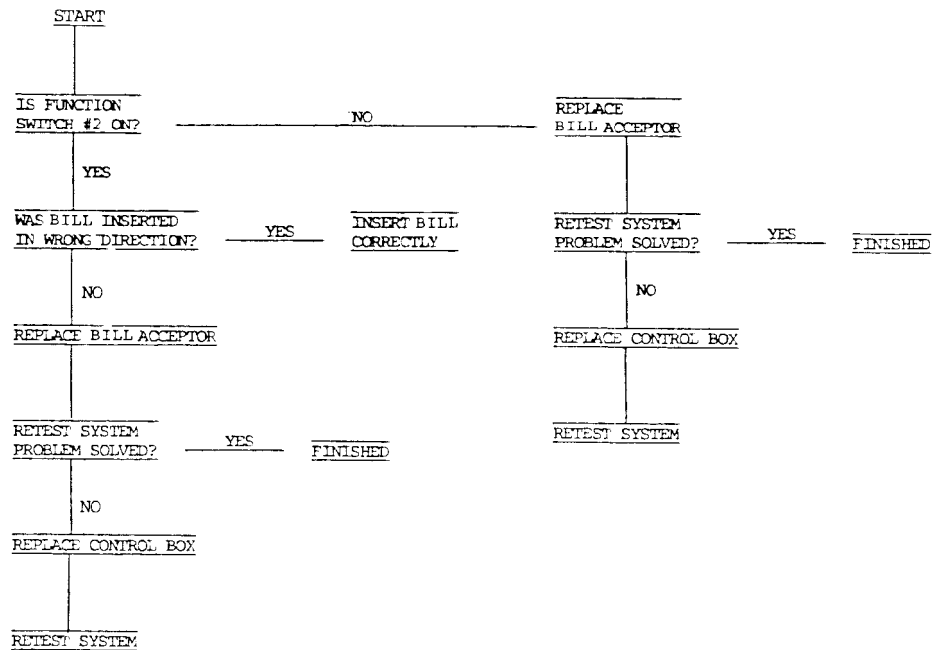 START
IS FUNCTION
SWITCH #2 ON?
NO
REPLACE
BILL ACCEPTOR
YES
WAS BILL INSERTED
IN WRONG DIRECTION?
YES
INSERT BILL
CORRECTLY
RETEST SYSTEM
PROBLEM SOLVED?
YES
FINISHED
NO
NO
REPLACE BILL ACCEPTOR
REPLACE CONTROL BOX
RETEST SYSTEM
PROBLEM SOLVED?
YES
FINISHED
RETEST SYSTEM
NO
REPLACE CONTROL BOX
RETEST SYSTEM